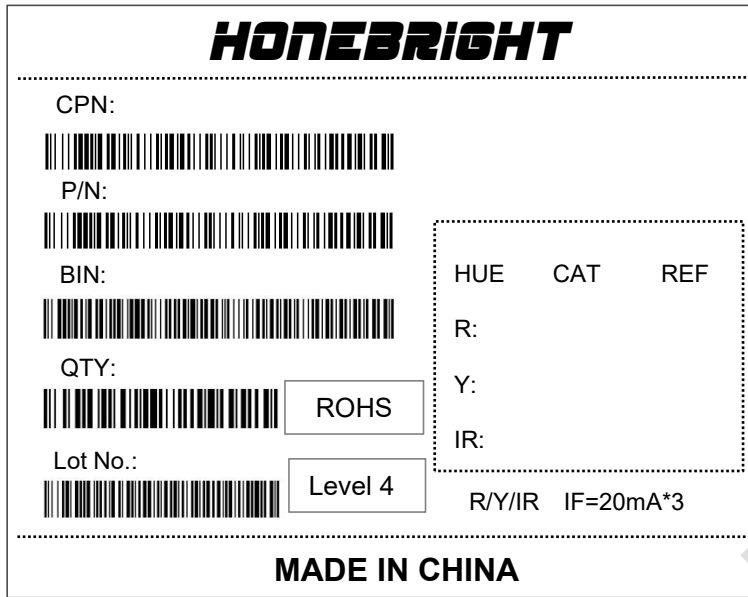 HONEBRIGHT
CPN:
P/N:
BIN:
QTY:
ROHS
Lot No.:
Level 4
HUE CAT REF
R:
Y:
IR:
R/Y/IR IF=20mA*3
MADE IN CHINA